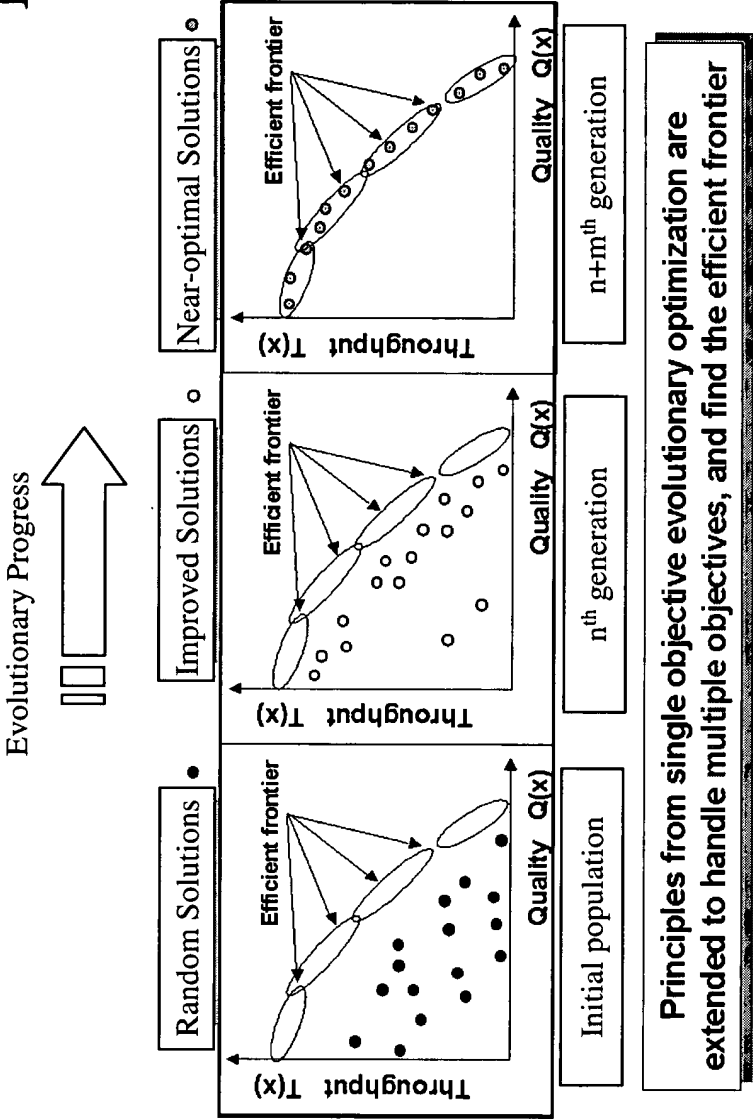 Evolutionary Progress
Random Solutions
Improved Solutions
Near-optimal Solutions
Throughput T(x)
Efficient frontier
Quality Q(x)
Throughput T(x)
Efficient frontier
Quality Q(x)
Throughput T(x)
Efficient frontier
Quality Q(x)
Initial population
nth generation
n+mth generation
Principles from single objective evolutionary optimization are
extended to handle multiple objectives, and find the efficient frontier